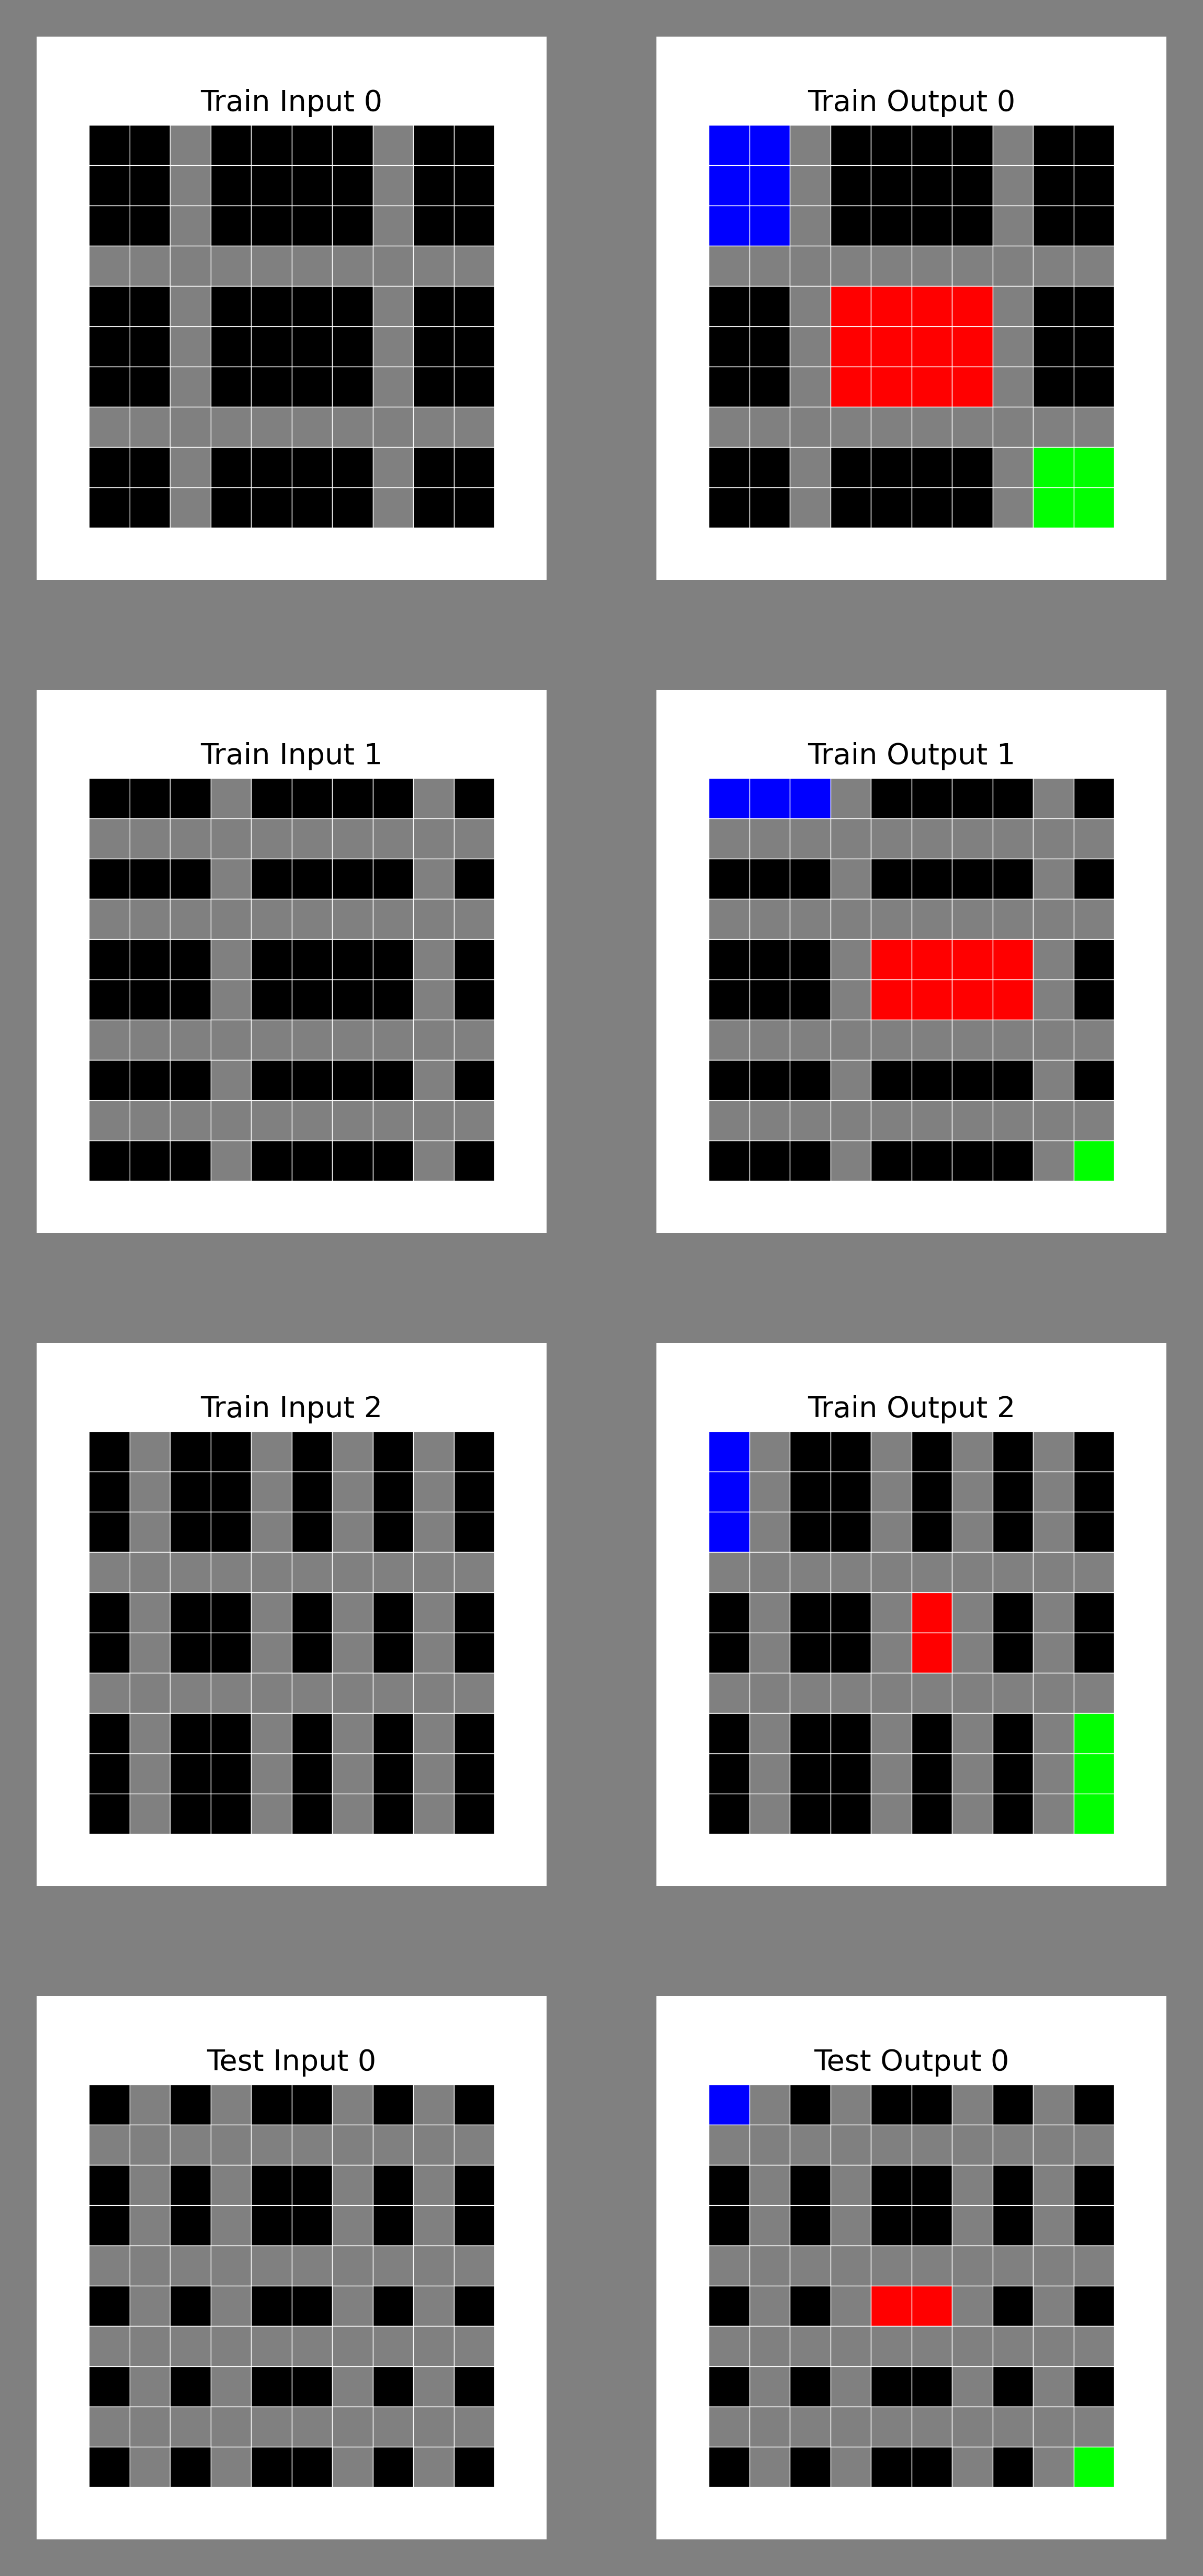 Train Input 0
Train Output 0
Train Input 1
Train Output 1
Train Input 2
Train Output 2
Test Input 0
Test Output 0